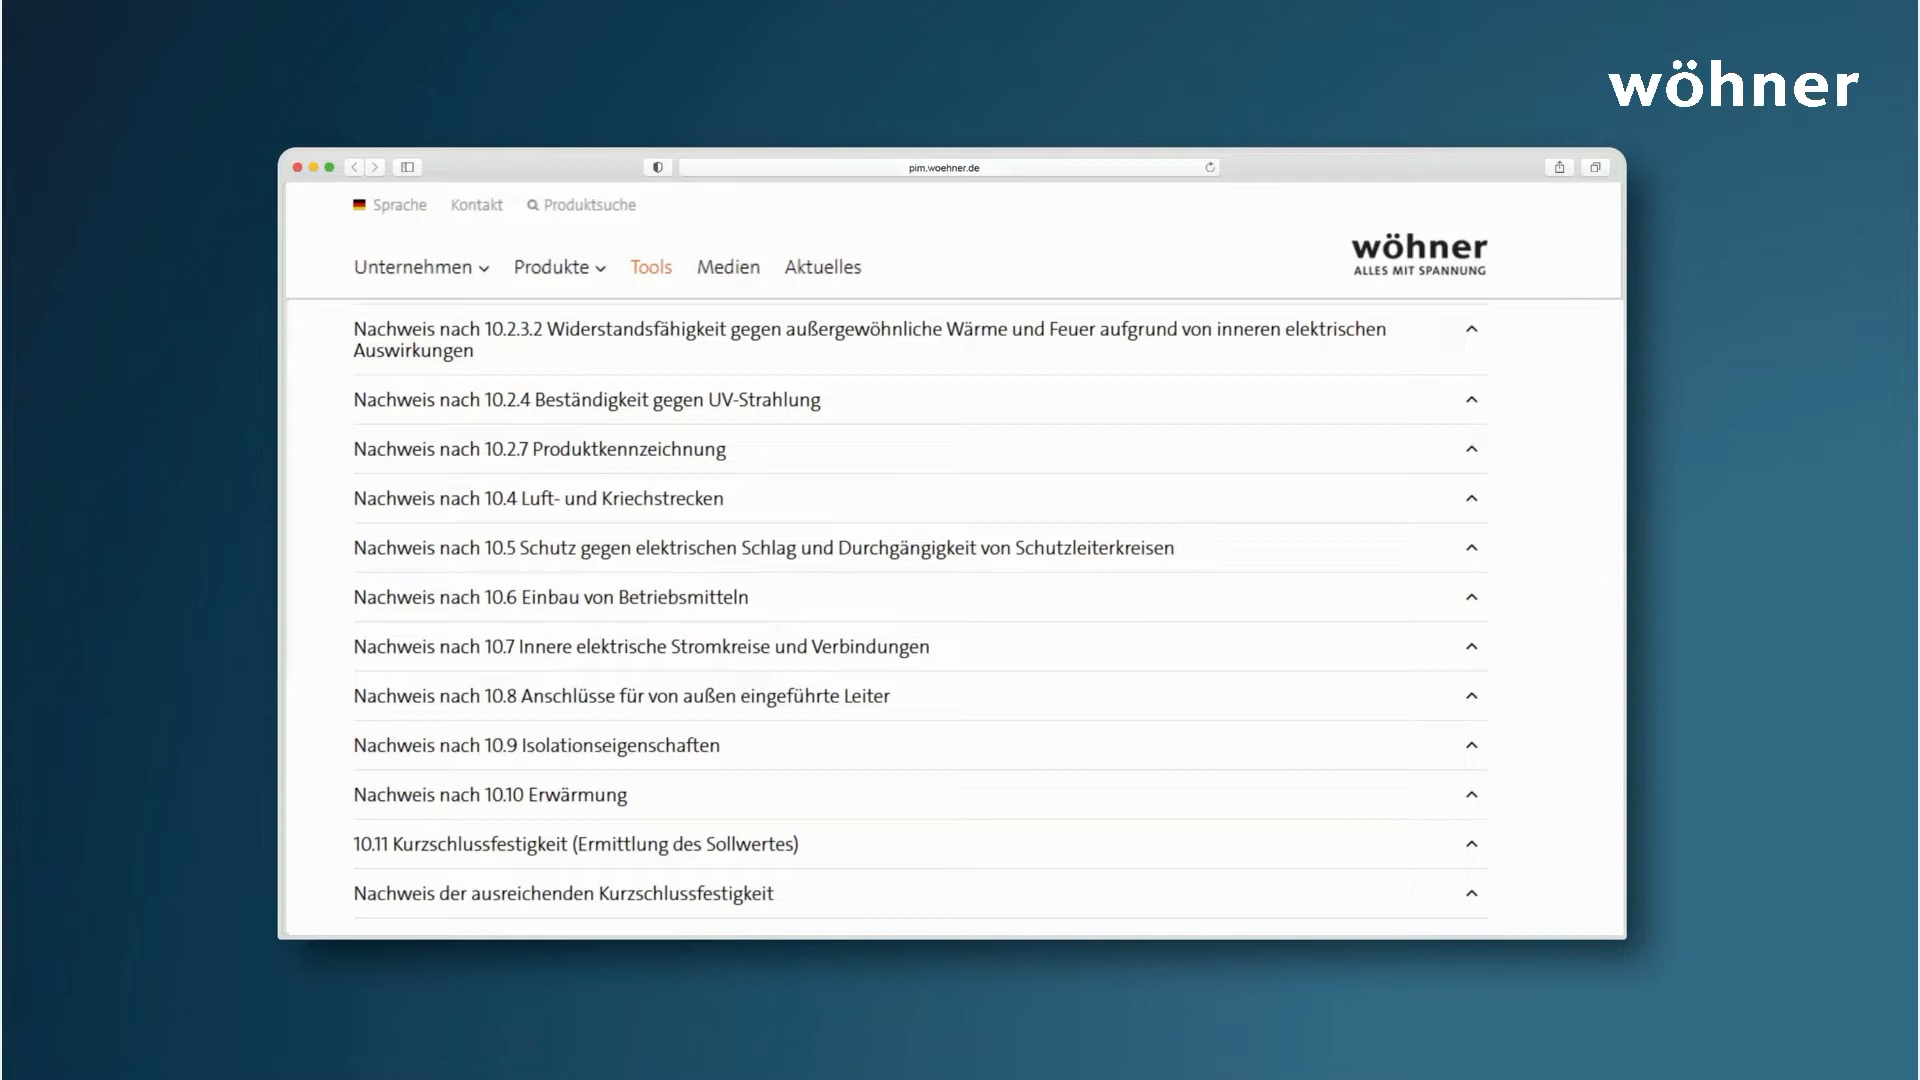 wöhner
pim.woehner.de
Sprache Kontakt Produktsuche
wöhner
ALLES MIT SPANNUNG
Unternehmen Produkte Tools Medien Aktuelles
Nachweis nach 10.2.3.2 Widerstandsfähigkeit gegen außergewöhnliche Wärme und Feuer aufgrund von inneren elektrischen
Auswirkungen
Nachweis nach 10.2.4 Beständigkeit gegen UV-Strahlung
Nachweis nach 10.2.7 Produktkennzeichnung
Nachweis nach 10.4 Luft- und Kriechstrecken
Nachweis nach 10.5 Schutz gegen elektrischen Schlag und Durchgängigkeit von Schutzleiterkreisen
Nachweis nach 10.6 Einbau von Betriebsmitteln
Nachweis nach 10.7 Innere elektrische Stromkreise und Verbindungen
Nachweis nach 10.8 Anschlüsse für von außen eingeführte Leiter
Nachweis nach 10.9 Isolationseigenschaften
Nachweis nach 10.10 Erwärmung
10.11 Kurzschlussfestigkeit (Ermittlung des Sollwertes)
Nachweis der ausreichenden Kurzschlussfestigkeit